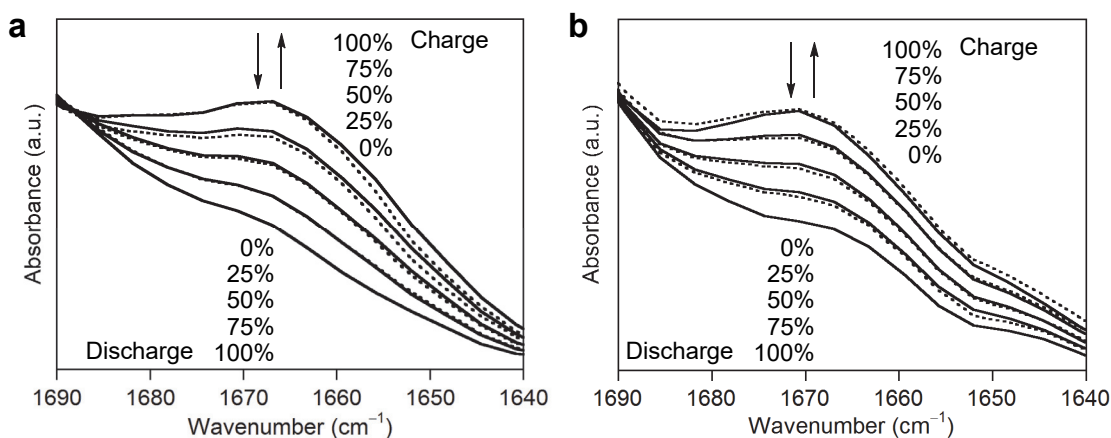 a
100% Charge
75%
50%
25%
0%
0%
25%
50%
75%
Discharge 100%
Absorbance (a.u.)
1690 1680 1670 1660 1650 1640
Wavenumber (cm⁻¹)
b
100% Charge
75%
50%
25%
0%
0%
25%
50%
75%
Discharge 100%
Absorbance (a.u.)
1690 1680 1670 1660 1650 1640
Wavenumber (cm⁻¹)